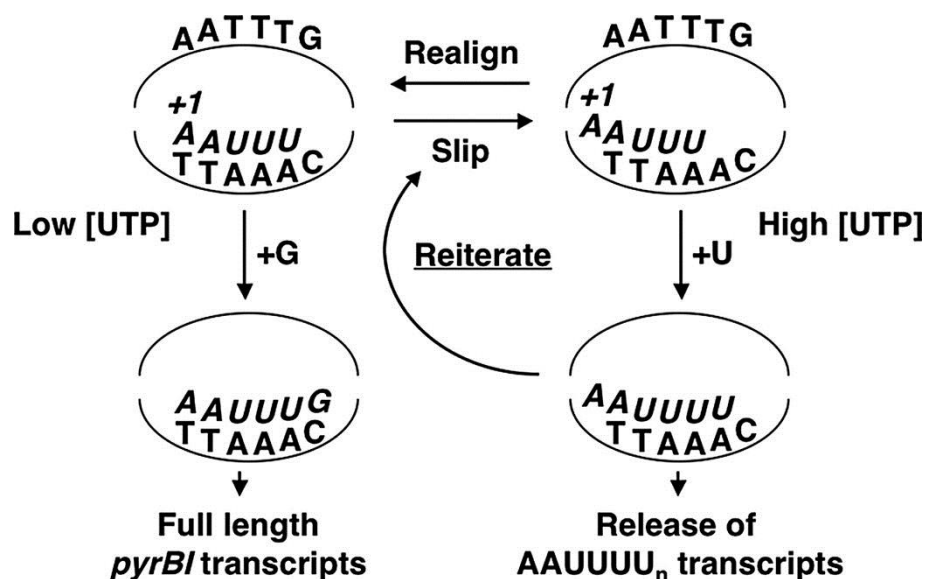 AATTTG
AATTTG
Realign
+1
+1
AAUUU
AAUUU
TTAAAC
TTAAAC
Slip
Low [UTP]
+G
Reiterate
+U
High [UTP]
AAUUUG
AAUUUU
TTAAAC
TTAAAC
Full length
pyrBI transcripts
Release of
AAUUUUn transcripts